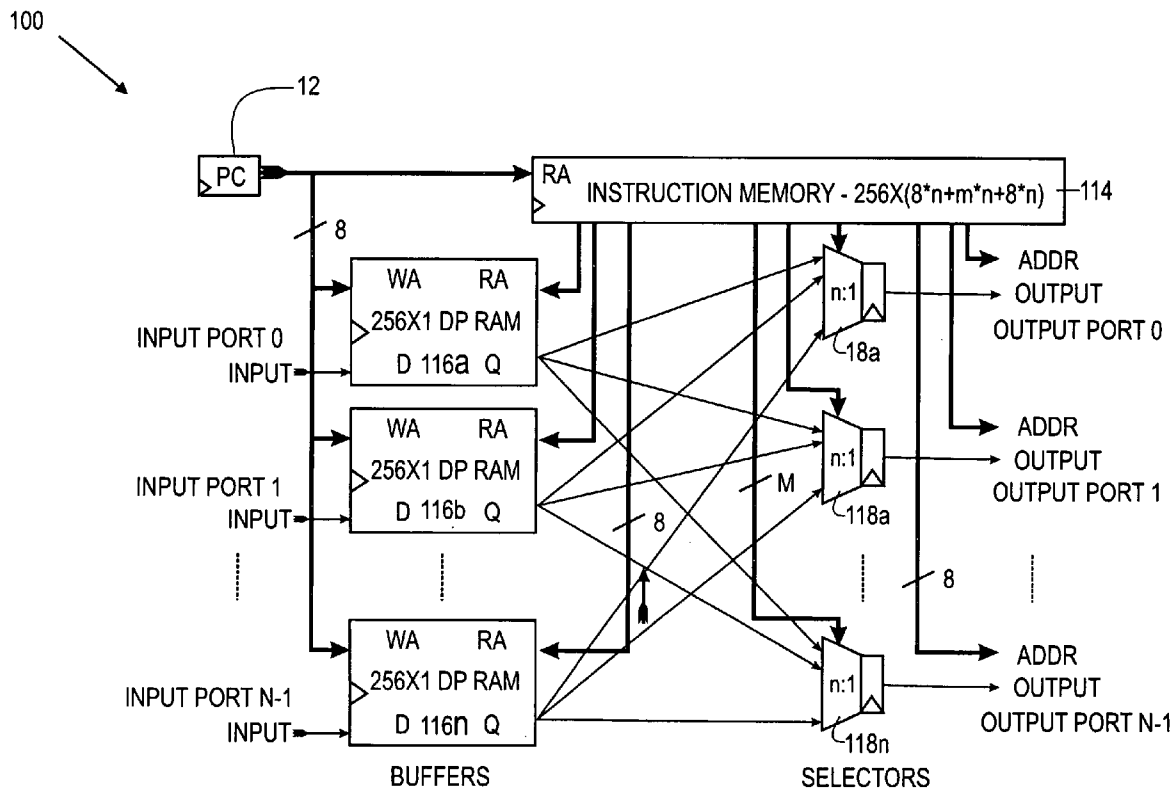 100
12
PC
RA
INSTRUCTION MEMORY - 256X(8*n+m*n+8*n)
114
8
WA RA
256X1 DP RAM
D 116a Q
INPUT PORT 0
INPUT
n:1
18a
ADDR
OUTPUT
OUTPUT PORT 0
WA RA
256X1 DP RAM
D 116b Q
INPUT PORT 1
INPUT
8
M
n:1
118a
ADDR
OUTPUT
OUTPUT PORT 1
8
WA RA
256X1 DP RAM
D 116n Q
INPUT PORT N-1
INPUT
n:1
118n
ADDR
OUTPUT
OUTPUT PORT N-1
BUFFERS
SELECTORS